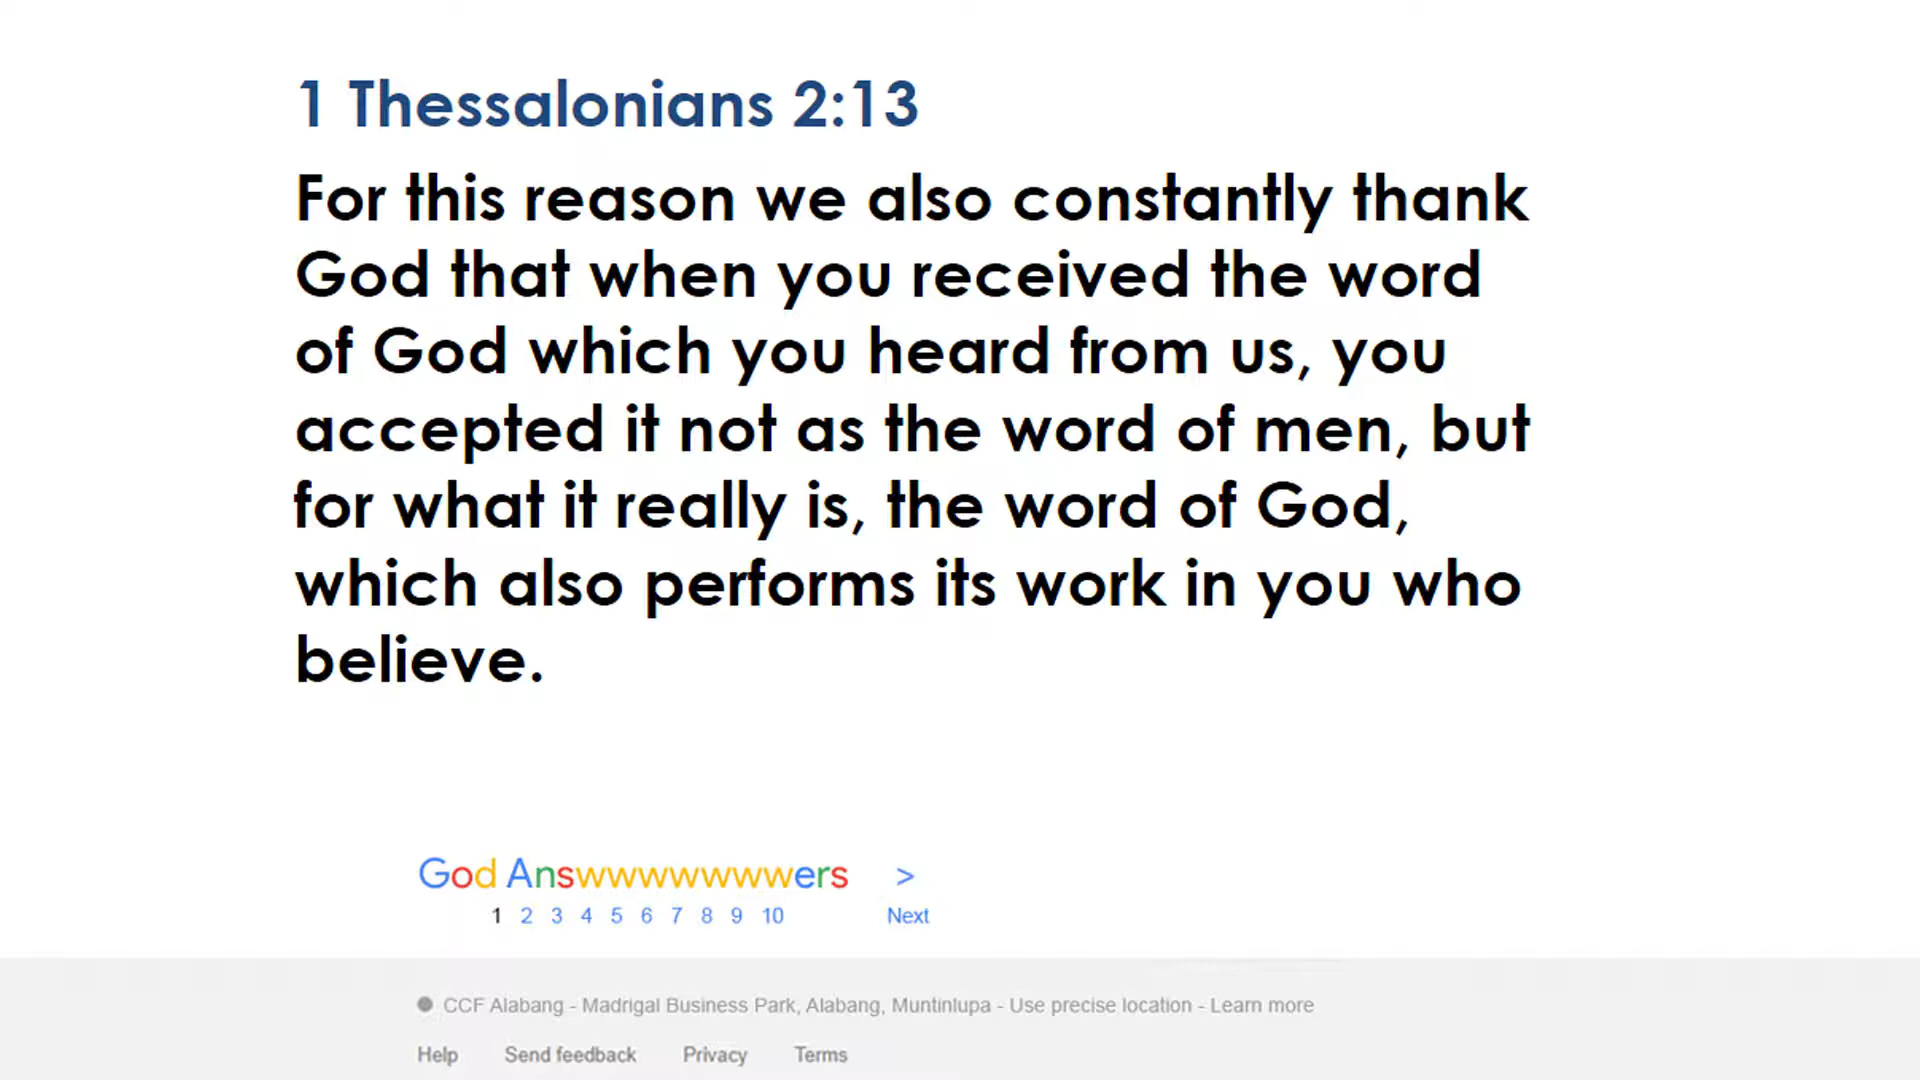 1 Thessalonians 2:13
For this reason we also constantly thank
God that when you received the word
of God which you heard from us, you
accepted it not as the word of men, but
for what it really is, the word of God,
which also performs its work in you who
believe.
God Answwwwwwwers >
1 2 3 4 5 6 7 8 9 10 Next
CCF Alabang - Madrigal Business Park, Alabang, Muntinlupa - Use precise location - Learn more
Help Send feedback Privacy Terms